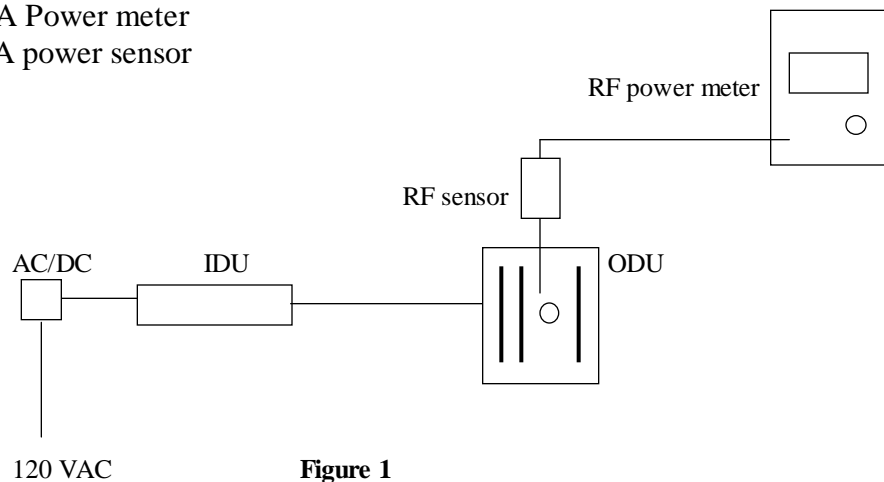 A Power meter
A power sensor
RF power meter
RF sensor
AC/DC
IDU
ODU
120 VAC
Figure 1